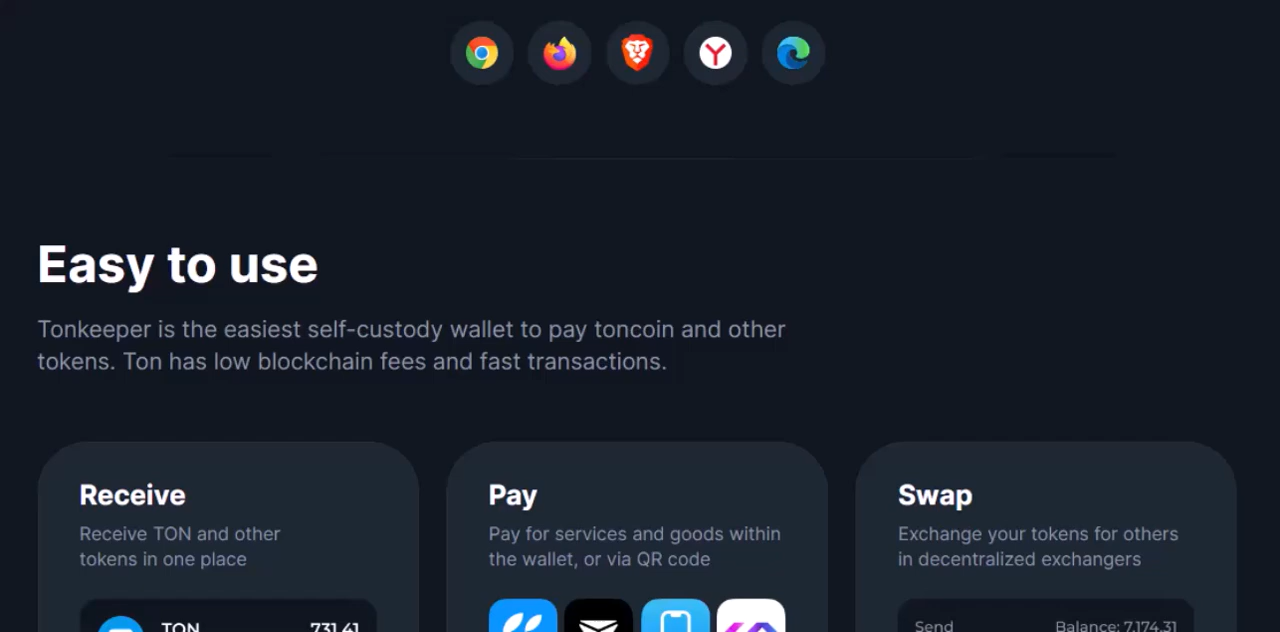 Easy to use
Tonkeeper is the easiest self-custody wallet to pay toncoin and other
tokens. Ton has low blockchain fees and fast transactions.
Receive
Receive TON and other
tokens in one place
TON 731.41
Pay
Pay for services and goods within
the wallet, or via QR code
Swap
Exchange your tokens for others
in decentralized exchangers
Send Balance: 7,174.31